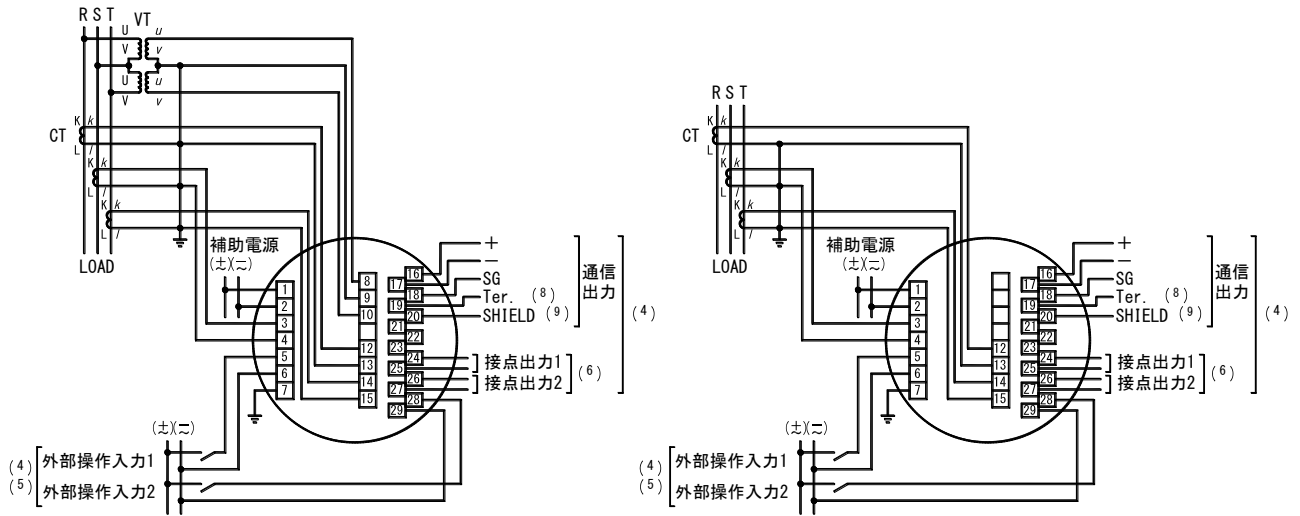 R S T
VT
U u
V v
U u
V v
CT
K k
L l
K k
L l
K k
L l
LOAD
補助電源
(±)(∓)
1
2
3
4
5
6
7
8
9
10
12
13
14
15
16
17
18
19
20
21
22
23
24
25
26
27
28
29
+
−
SG
Ter. (8)
SHIELD (9)
通信
出力
(4)
接点出力1
接点出力2
(6)
(±)(∓)
(4)
(5)
外部操作入力1
外部操作入力2
R S T
CT
K k
L l
K k
L l
K k
L l
LOAD
補助電源
(±)(∓)
1
2
3
4
5
6
7
12
13
14
15
16
17
18
19
20
21
22
23
24
25
26
27
28
29
+
−
SG
Ter. (8)
SHIELD (9)
通信
出力
(4)
接点出力1
接点出力2
(6)
(±)(∓)
(4)
(5)
外部操作入力1
外部操作入力2